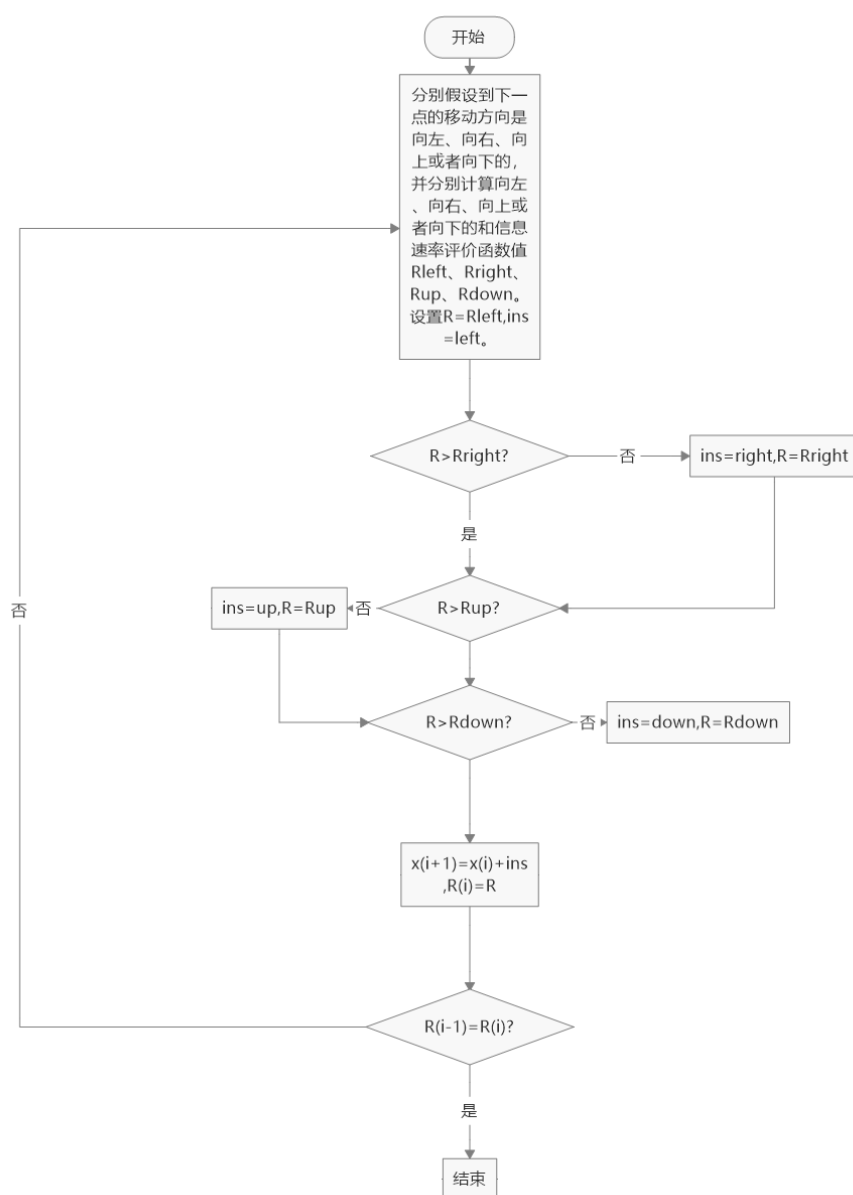 开始
分别假设到下一
点的移动方向是
向左、向右、向
上或者向下的,
并分别计算向左
、向右、向上或
者向下的和信息
速率评价函数值
Rleft、Rright、
Rup、Rdown。
设置R=Rleft,ins
=left。
R>Rright?
否
ins=right,R=Rright
是
ins=up,R=Rup
否
R>Rup?
否
R>Rdown?
否
ins=down,R=Rdown
x(i+1)=x(i)+ins
,R(i)=R
R(i-1)=R(i)?
是
结束